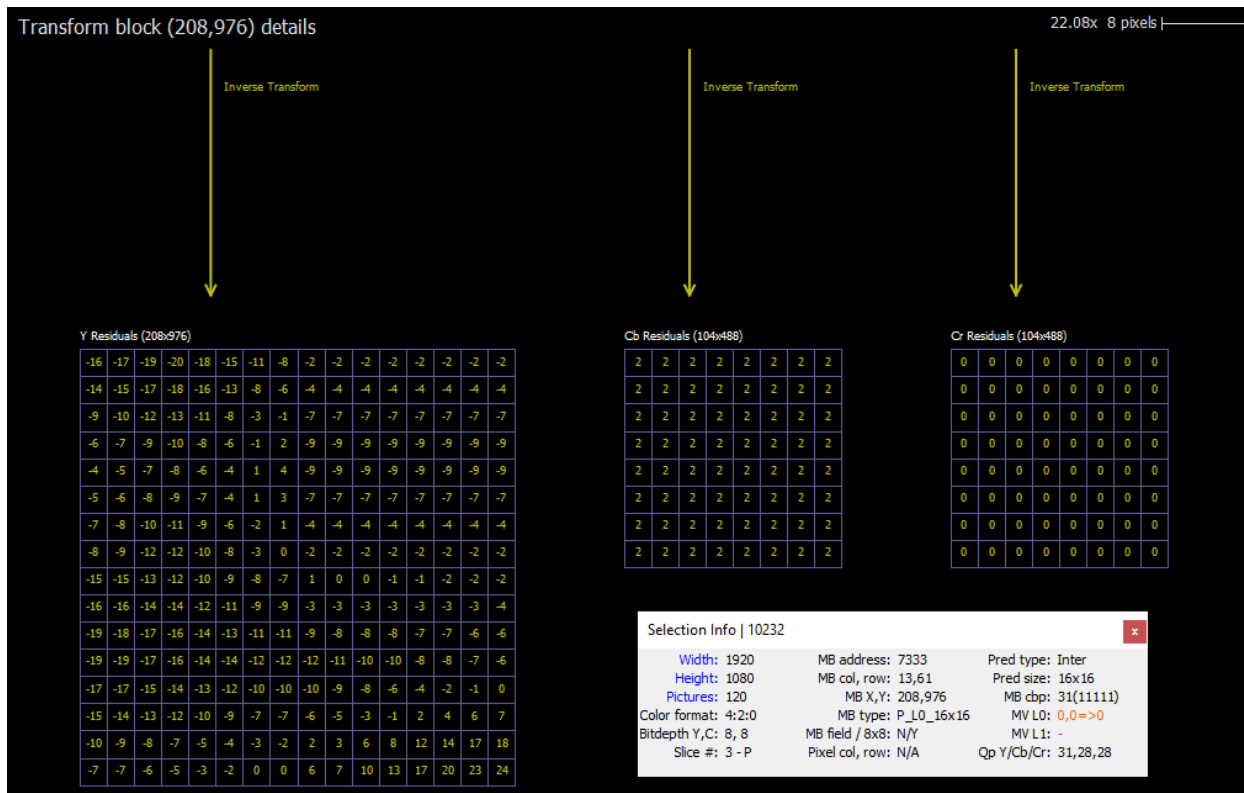 Transform block (208,976) details
22.08x 8 pixels
Inverse Transform
Inverse Transform
Inverse Transform
Y Residuals (208x976)
-16 -17 -19 -20 -18 -15 -11 -8 -2 -2 -2 -2 -2 -2 -2 -2
-14 -15 -17 -18 -16 -13 -8 -6 -4 -4 -4 -4 -4 -4 -4 -4
-9 -10 -12 -13 -11 -8 -3 -1 -7 -7 -7 -7 -7 -7 -7 -7
-6 -7 -9 -10 -8 -6 -1 2 -9 -9 -9 -9 -9 -9 -9 -9
-4 -5 -7 -8 -6 -4 1 4 -9 -9 -9 -9 -9 -9 -9 -9
-5 -6 -8 -9 -7 -4 1 3 -7 -7 -7 -7 -7 -7 -7 -7
-7 -8 -10 -11 -9 -6 -2 1 -4 -4 -4 -4 -4 -4 -4 -4
-8 -9 -12 -12 -10 -8 -3 0 -2 -2 -2 -2 -2 -2 -2 -2
-15 -15 -13 -12 -10 -9 -8 -7 1 0 0 -1 -1 -2 -2 -2
-16 -16 -14 -14 -12 -11 -9 -9 -3 -3 -3 -3 -3 -3 -3 -4
-19 -18 -17 -16 -14 -13 -11 -11 -9 -8 -8 -8 -7 -7 -6 -6
-19 -19 -17 -16 -14 -14 -12 -12 -12 -11 -10 -10 -8 -8 -7 -6
-17 -17 -15 -14 -13 -12 -10 -10 -10 -9 -8 -6 -4 -2 -1 0
-15 -14 -13 -12 -10 -9 -7 -7 -6 -5 -3 -1 2 4 6 7
-10 -9 -8 -7 -5 -4 -3 -2 2 3 6 8 12 14 17 18
-7 -7 -6 -5 -3 -2 0 0 6 7 10 13 17 20 23 24
Cb Residuals (104x488)
2 2 2 2 2 2 2 2
2 2 2 2 2 2 2 2
2 2 2 2 2 2 2 2
2 2 2 2 2 2 2 2
2 2 2 2 2 2 2 2
2 2 2 2 2 2 2 2
2 2 2 2 2 2 2 2
2 2 2 2 2 2 2 2
Cr Residuals (104x488)
0 0 0 0 0 0 0 0
0 0 0 0 0 0 0 0
0 0 0 0 0 0 0 0
0 0 0 0 0 0 0 0
0 0 0 0 0 0 0 0
0 0 0 0 0 0 0 0
0 0 0 0 0 0 0 0
0 0 0 0 0 0 0 0
Selection Info | 10232 x
Width: 1920 MB address: 7333 Pred type: Inter
Height: 1080 MB col, row: 13,61 Pred size: 16x16
Pictures: 120 MB X,Y: 208,976 MB cbp: 31(11111)
Color format: 4:2:0 MB type: P_L0_16x16 MV L0: 0,0=>0
Bitdepth Y,C: 8, 8 MB field / 8x8: N/Y MV L1: -
Slice #: 3 - P Pixel col, row: N/A Qp Y/Cb/Cr: 31,28,28